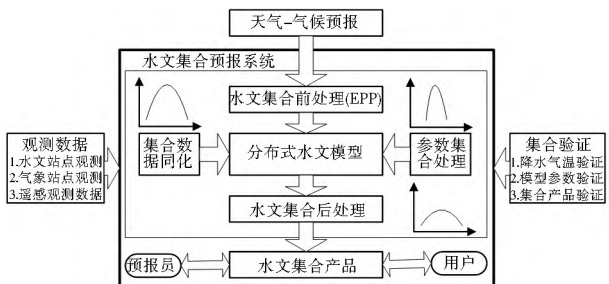 天气-气候预报
水文集合预报系统
水文集合前处理(EPP)
观测数据
1.水文站点观测
2.气象站点观测
3.遥感观测数据
集合数
据同化
分布式水文模型
参数集
合处理
集合验证
1.降水气温验证
2.模型参数验证
3.集合产品验证
水文集合后处理
预报员
水文集合产品
用户